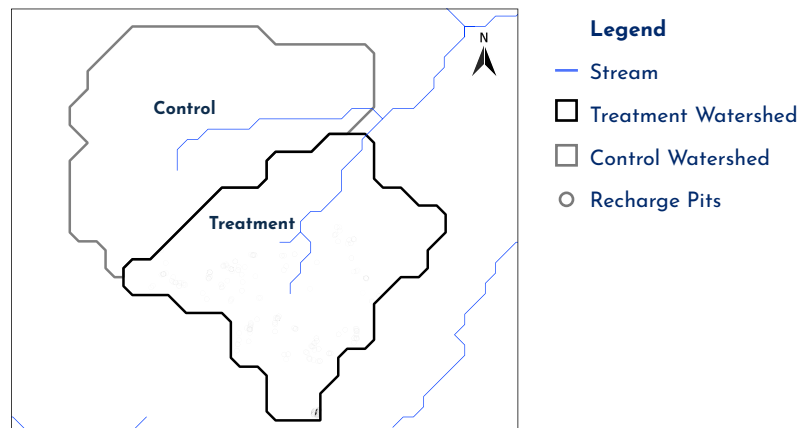 N
Control
Treatment
Legend
Stream
Treatment Watershed
Control Watershed
Recharge Pits